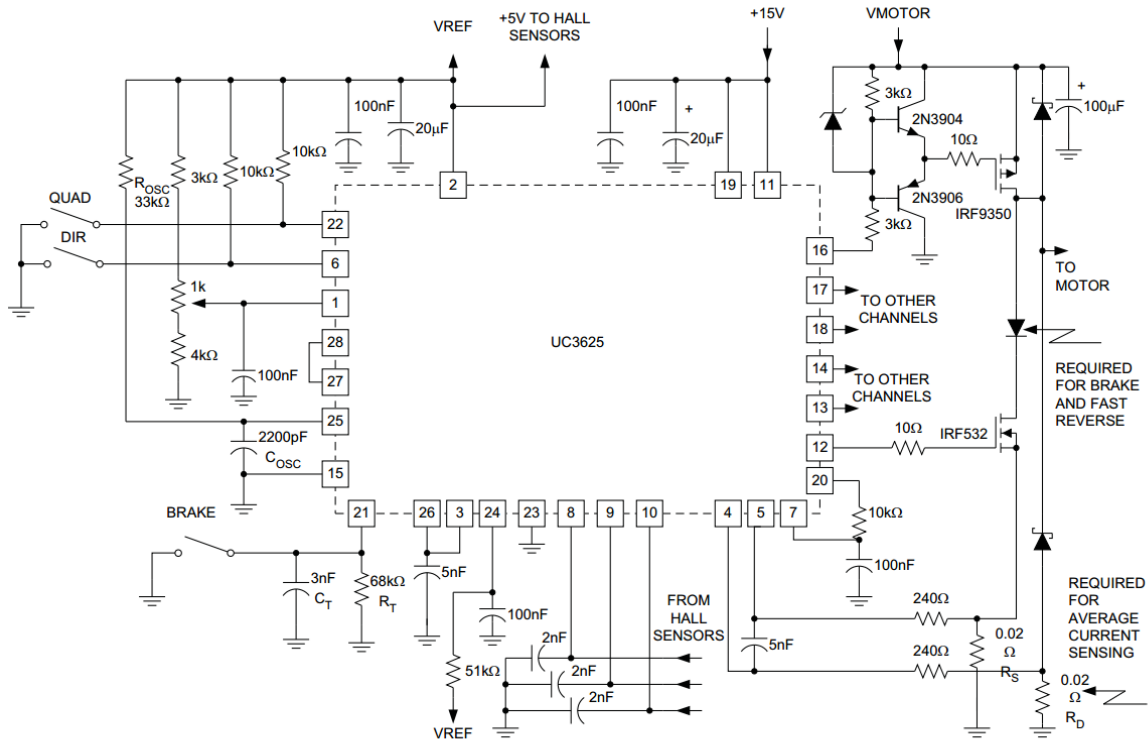 +5V TO HALL
SENSORS
VREF
+15V
VMOTOR
100nF
20µF
100nF
+
20µF
3kΩ
2N3904
+
100µF
10kΩ
10Ω
ROSC
33kΩ
3kΩ
10kΩ
2
19
11
2N3906
IRF9350
3kΩ
QUAD
22
DIR
6
16
TO
MOTOR
1k
1
17
TO OTHER
CHANNELS
18
28
UC3625
4kΩ
27
14
TO OTHER
CHANNELS
REQUIRED
FOR BRAKE
AND FAST
REVERSE
100nF
13
25
2200pF
COSC
10Ω
IRF532
12
15
20
BRAKE
21
26
3
24
23
8
9
10
4
5
7
10kΩ
3nF
CT
68kΩ
RT
5nF
100nF
100nF
FROM
HALL
SENSORS
240Ω
REQUIRED
FOR
AVERAGE
CURRENT
SENSING
5nF
0.02
Ω
RS
240Ω
2nF
51kΩ
2nF
2nF
0.02
Ω
RD
VREF